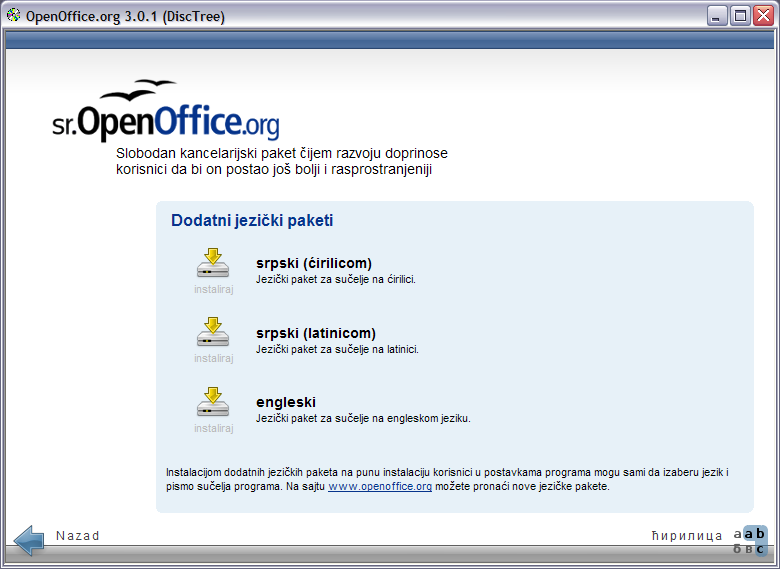 OpenOffice.org 3.0.1 (DiscTree)
sr.OpenOffice.org
Slobodan kancelarijski paket čijem razvoju doprinose
korisnici da bi on postao još bolji i rasprostranjeniji
Dodatni jezički paketi
srpski (ćirilicom)
Jezički paket za sučelje na ćirilici.
instaliraj
srpski (latinicom)
Jezički paket za sučelje na latinici.
instaliraj
engleski
Jezički paket za sučelje na engleskom jeziku.
instaliraj
Instalacijom dodatnih jezičkih paketa na punu instalaciju korisnici u postavkama programa mogu sami da izaberu jezik i
pismo sučelja programa. Na sajtu www.openoffice.org možete pronaći nove jezičke pakete.
Nazad
ћирилица
а a b
б в c